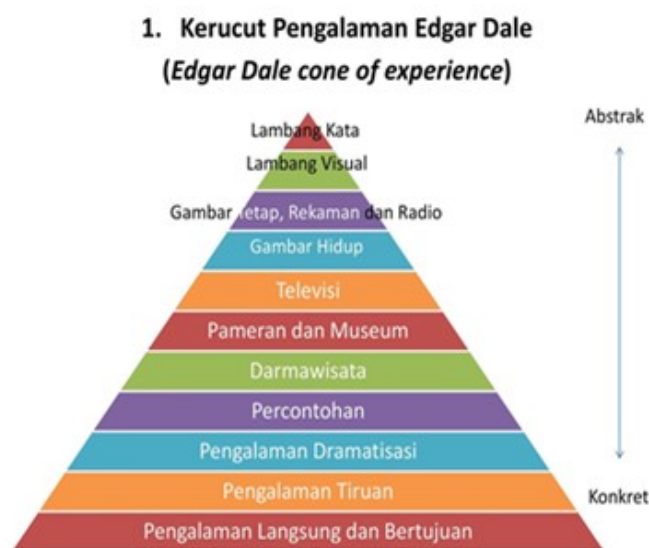 1. Kerucut Pengalaman Edgar Dale
(Edgar Dale cone of experience)
Abstrak
Lambang Kata
Lambang Visual
Gambar Tetap, Rekaman dan Radio
Gambar Hidup
Televisi
Pameran dan Museum
Darmawisata
Percontohan
Pengalaman Dramatisasi
Pengalaman Tiruan
Konkret
Pengalaman Langsung dan Bertujuan